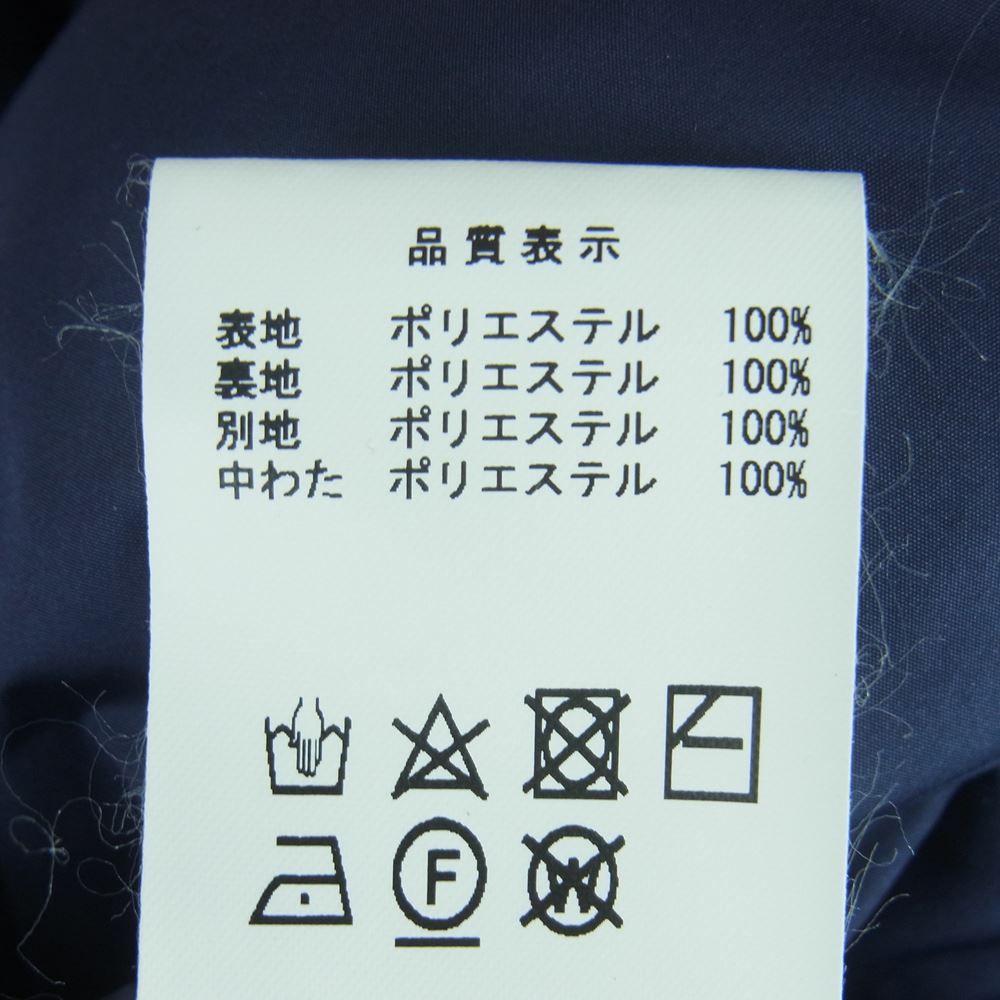 品質表示
表地 ポリエステル 100%
裏地 ポリエステル 100%
別地 ポリエステル 100%
中わた ポリエステル 100%
F
W